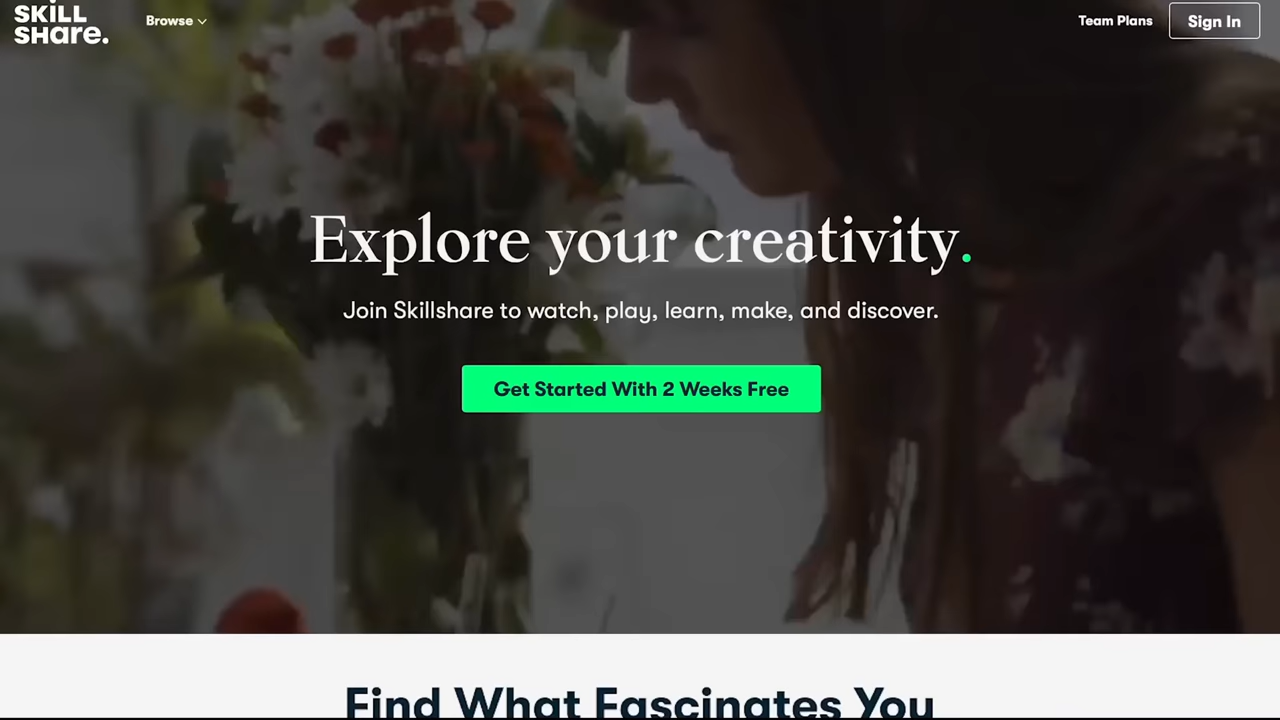 SKiLL
SHare.
Browse
Team Plans
Sign In
Explore your creativity.
Join Skillshare to watch, play, learn, make, and discover.
Get Started With 2 Weeks Free
Find What Fascinates You